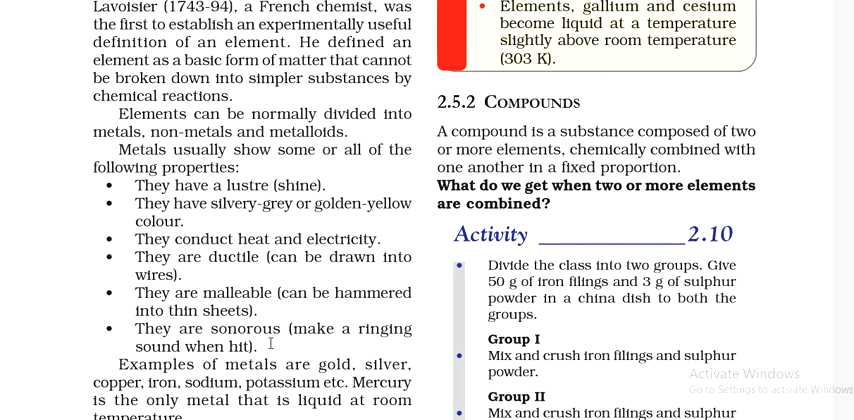 Lavoisier (1743-94), a French chemist, was
the first to establish an experimentally useful
definition of an element. He defined an
element as a basic form of matter that cannot
be broken down into simpler substances by
chemical reactions.
Elements can be normally divided into
metals, non-metals and metalloids.
Metals usually show some or all of the
following properties:
• They have a lustre (shine).
• They have silvery-grey or golden-yellow
colour.
• They conduct heat and electricity.
• They are ductile (can be drawn into
wires).
• They are malleable (can be hammered
into thin sheets).
• They are sonorous (make a ringing
sound when hit).
Examples of metals are gold, silver,
copper, iron, sodium, potassium etc. Mercury
is the only metal that is liquid at room
temperature.
• Elements, gallium and cesium
become liquid at a temperature
slightly above room temperature
(303 K).
2.5.2 COMPOUNDS
A compound is a substance composed of two
or more elements, chemically combined with
one another in a fixed proportion.
What do we get when two or more elements
are combined?
Activity ______________ 2.10
• Divide the class into two groups. Give
50 g of iron filings and 3 g of sulphur
powder in a china dish to both the
groups.
Group I
• Mix and crush iron filings and sulphur
powder.
Group II
• Mix and crush iron filings and sulphur
Activate Windows
Go to Settings to activate Windows